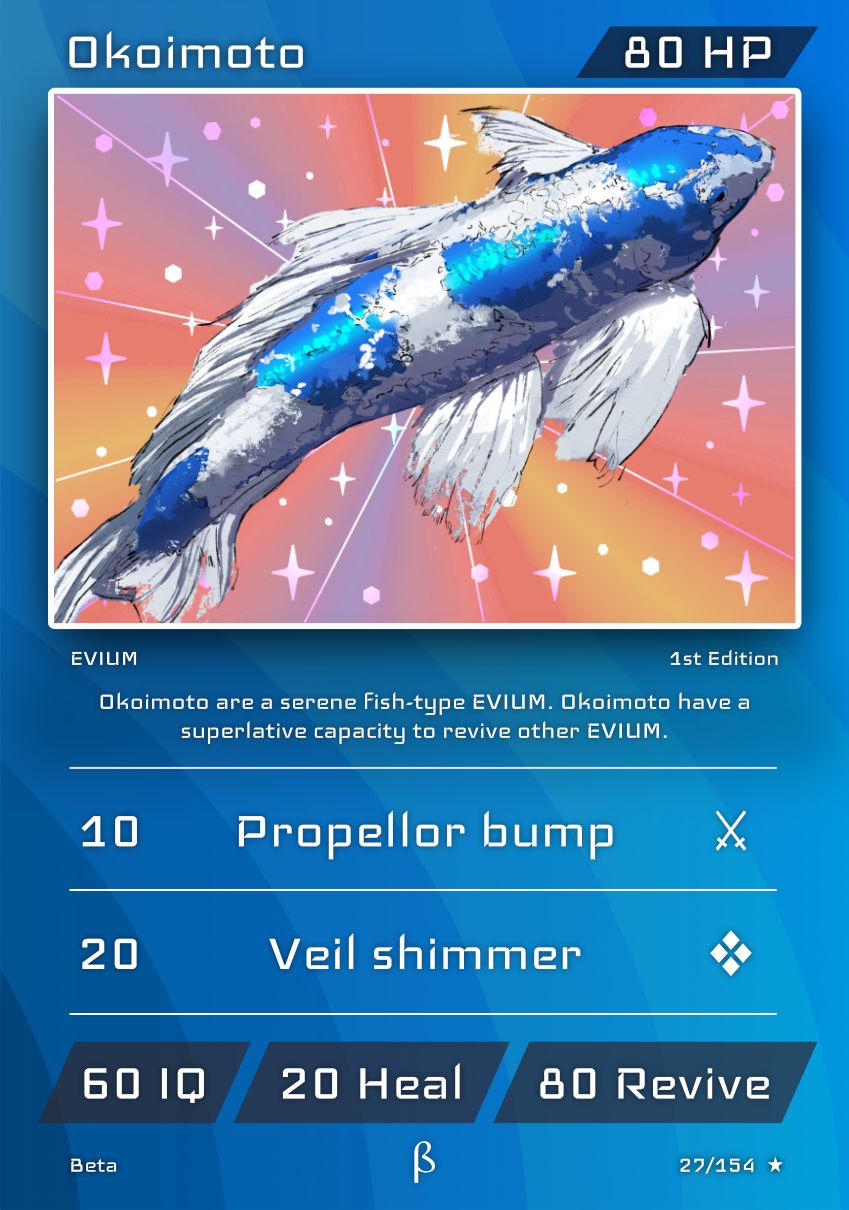 Okoimoto
80 HP
EVIUM
1st Edition
Okoimoto are a serene fish-type EVIUM. Okoimoto have a
superlative capacity to revive other EVIUM.
10 Propellor bump
20 Veil shimmer
60 IQ 20 Heal 80 Revive
Beta β 27/154 ★